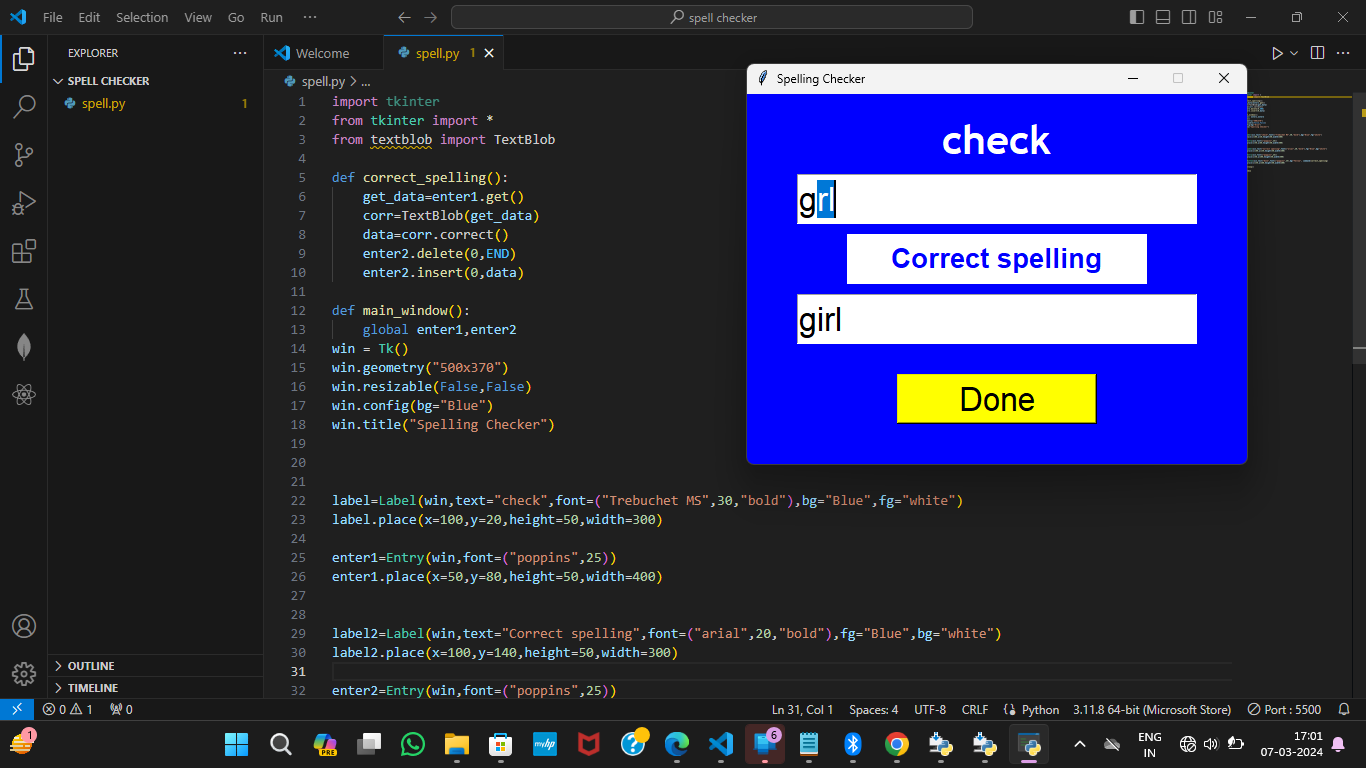 File Edit Selection View Go Run ··· spell checker
EXPLORER ···
SPELL CHECKER
spell.py 1
OUTLINE
TIMELINE
Welcome
spell.py 1
spell.py > ...
1 import tkinter
2 from tkinter import *
3 from textblob import TextBlob
4
5 def correct_spelling():
6 get_data=enter1.get()
7 corr=TextBlob(get_data)
8 data=corr.correct()
9 enter2.delete(0,END)
10 enter2.insert(0,data)
11
12 def main_window():
13 global enter1,enter2
14 win = Tk()
15 win.geometry("500x370")
16 win.resizable(False,False)
17 win.config(bg="Blue")
18 win.title("Spelling Checker")
19
20
21
22 label=Label(win,text="check",font=("Trebuchet MS",30,"bold"),bg="Blue",fg="white")
23 label.place(x=100,y=20,height=50,width=300)
24
25 enter1=Entry(win,font=("poppins",25))
26 enter1.place(x=50,y=80,height=50,width=400)
27
28
29 label2=Label(win,text="Correct spelling",font=("arial",20,"bold"),fg="Blue",bg="white")
30 label2.place(x=100,y=140,height=50,width=300)
31
32 enter2=Entry(win,font=("poppins",25))
Spelling Checker
check
grl
Correct spelling
girl
Done
0 1 0 Ln 31, Col 1 Spaces: 4 UTF-8 CRLF Python 3.11.8 64-bit (Microsoft Store) Port : 5500
1 PRE myhp 6 ENG 17:01
IN 07-03-2024